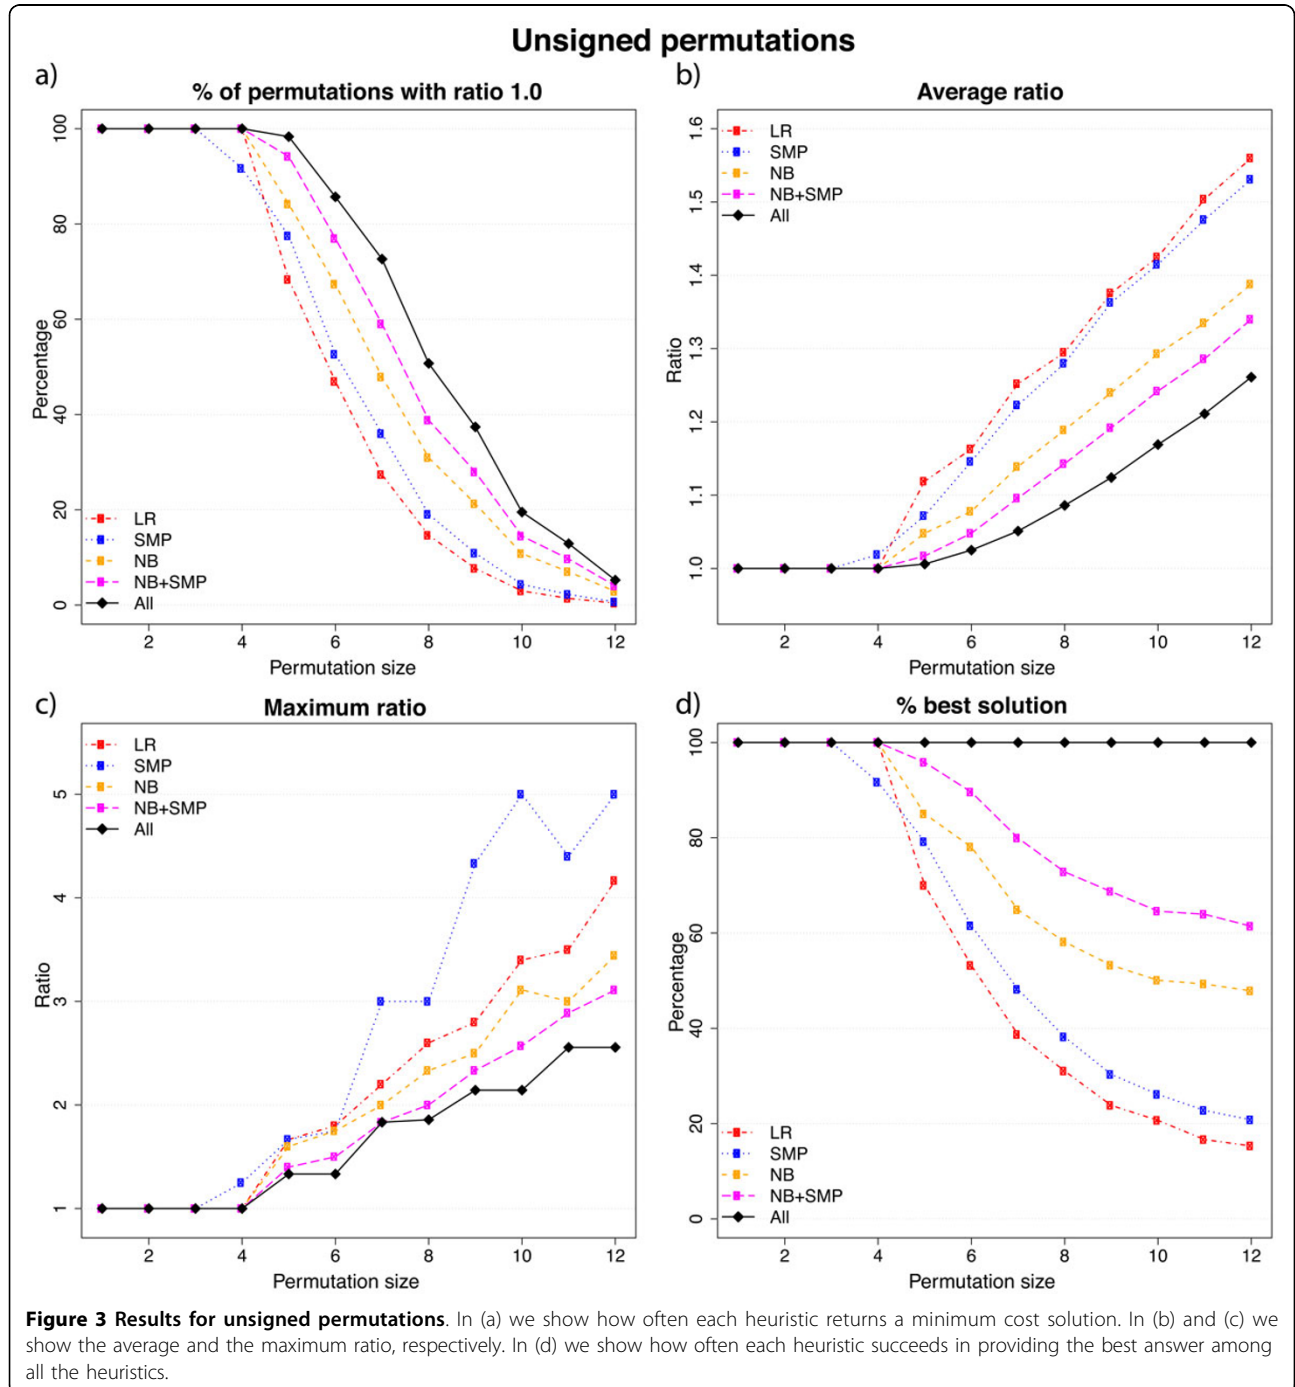 Unsigned permutations
a)
% of permutations with ratio 1.0
Percentage
100
80
60
40
20
0
LR
SMP
NB
NB+SMP
All
2 4 6 8 10 12
Permutation size
b)
Average ratio
Ratio
1.6
1.5
1.4
1.3
1.2
1.1
1.0
LR
SMP
NB
NB+SMP
All
2 4 6 8 10 12
Permutation size
c)
Maximum ratio
Ratio
5
4
3
2
1
LR
SMP
NB
NB+SMP
All
2 4 6 8 10 12
Permutation size
d)
% best solution
Percentage
100
80
60
40
20
0
LR
SMP
NB
NB+SMP
All
2 4 6 8 10 12
Permutation size
Figure 3 Results for unsigned permutations. In (a) we show how often each heuristic returns a minimum cost solution. In (b) and (c) we
show the average and the maximum ratio, respectively. In (d) we show how often each heuristic succeeds in providing the best answer among
all the heuristics.